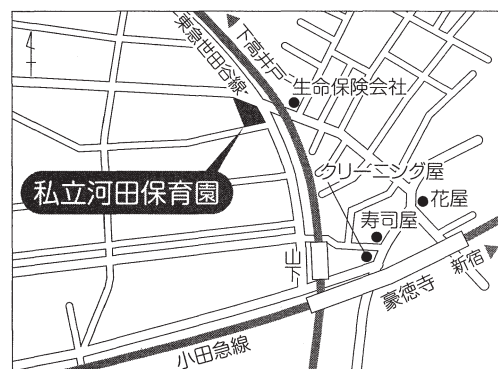 東急世田谷線
下高井戸
生命保険会社
クリーニング屋
私立河田保育園
花屋
寿司屋
山下
新宿
豪徳寺
小田急線